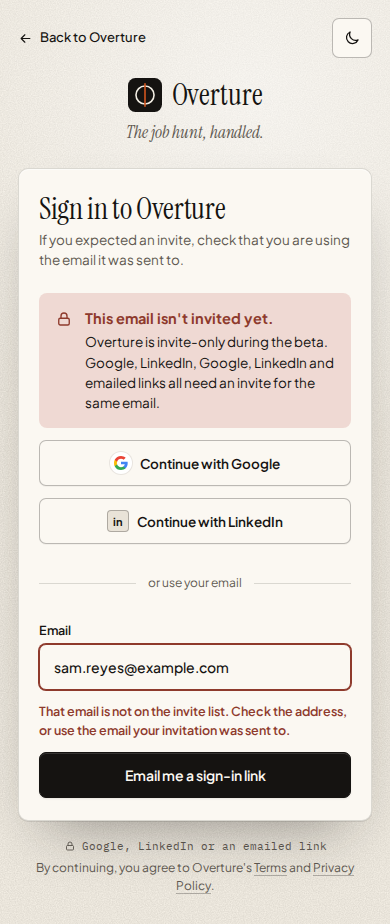 ← Back to Overture
Overture
The job hunt, handled.
Sign in to Overture
If you expected an invite, check that you are using
the email it was sent to.
This email isn't invited yet.
Overture is invite-only during the beta.
Google, LinkedIn, Google, LinkedIn and
emailed links all need an invite for the
same email.
Continue with Google
in Continue with LinkedIn
or use your email
Email
sam.reyes@example.com
That email is not on the invite list. Check the address,
or use the email your invitation was sent to.
Email me a sign-in link
Google, LinkedIn or an emailed link
By continuing, you agree to Overture's Terms and Privacy
Policy.